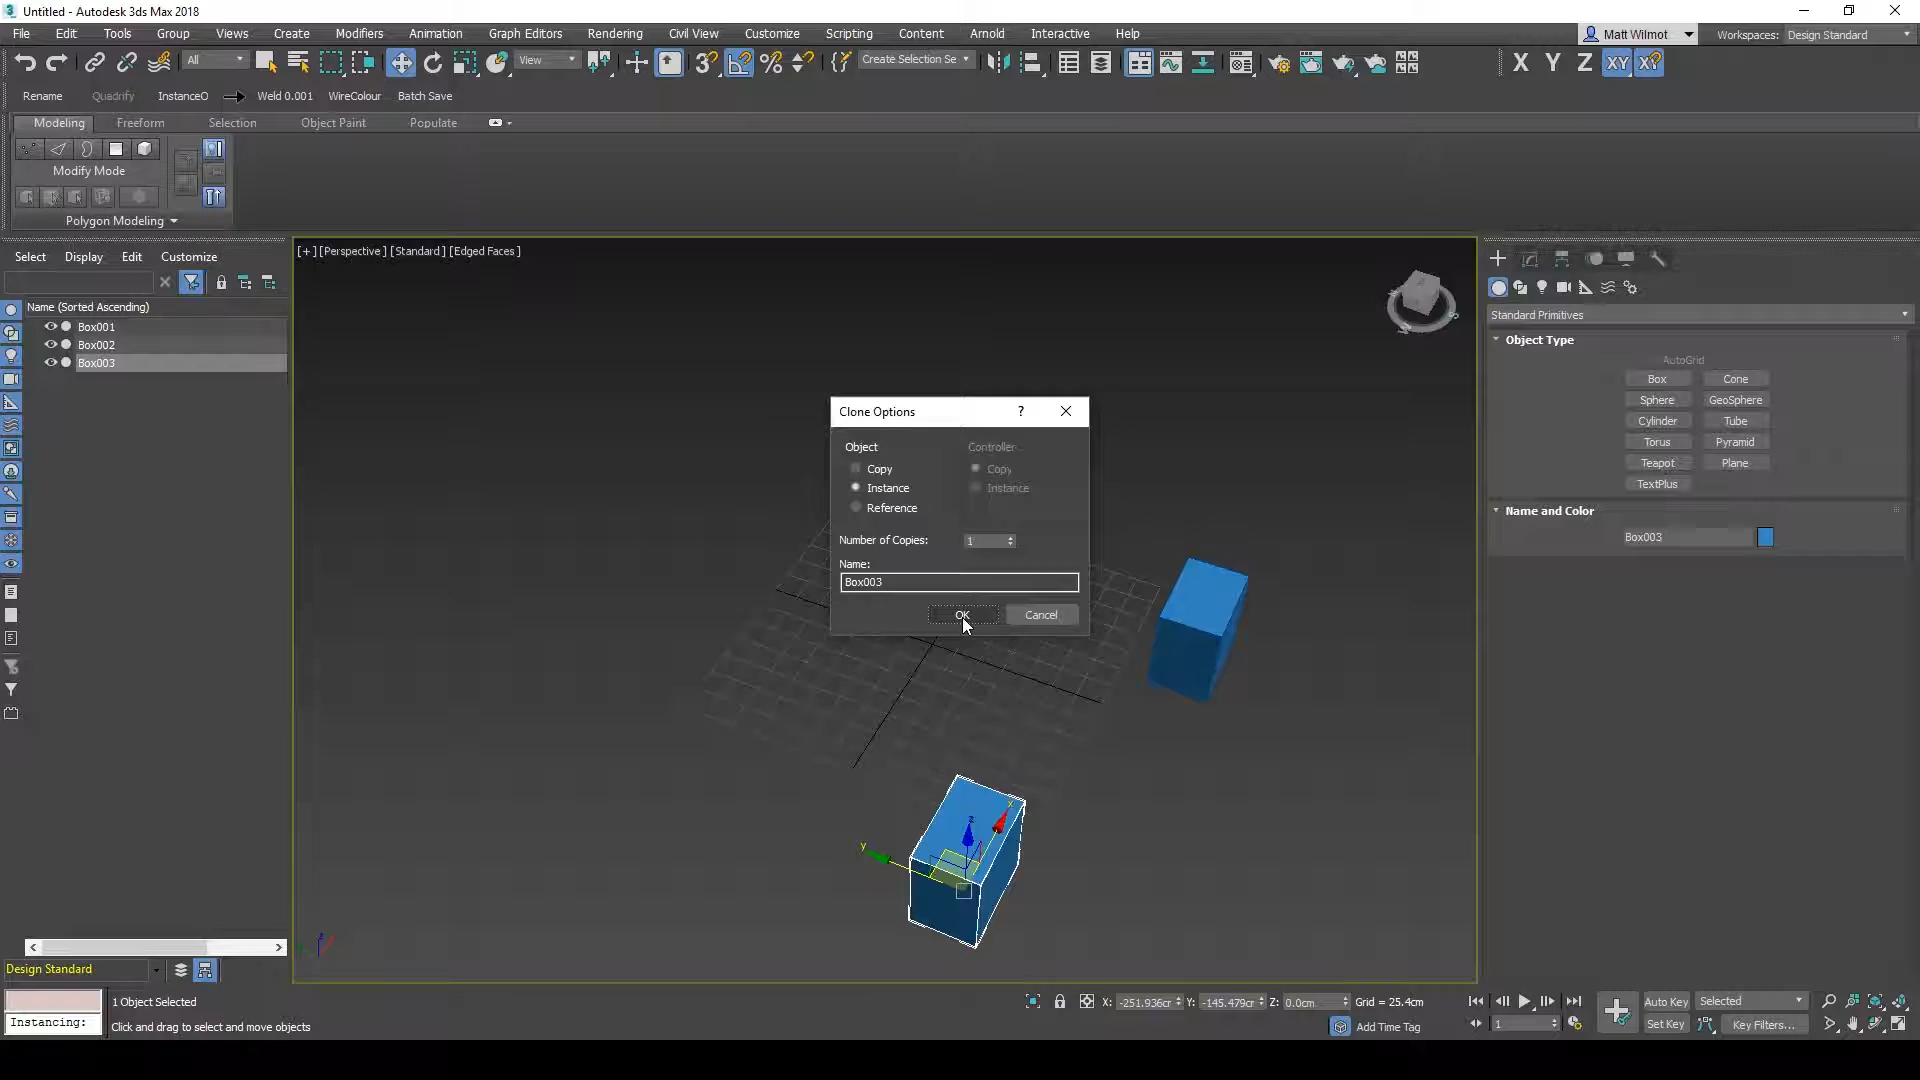 Untitled - Autodesk 3ds Max 2018
File Edit Tools Group Views Create Modifiers Animation Graph Editors Rendering Civil View Customize Scripting Content Arnold Interactive Help
Matt Wilmot Workspaces: Design Standard
All View Create Selection Se X Y Z XY XY
Rename Quadrify InstanceO Weld 0.001 WireColour Batch Save
Modeling Freeform Selection Object Paint Populate
Modify Mode
Polygon Modeling
Select Display Edit Customize
[+] [Perspective] [Standard] [Edged Faces]
Name (Sorted Ascending)
Box001
Box002
Box003
Standard Primitives
Object Type
AutoGrid
Box Cone
Sphere GeoSphere
Cylinder Tube
Torus Pyramid
Teapot Plane
TextPlus
Name and Color
Box003
Clone Options ?
Object Controller
Copy Copy
Instance Instance
Reference
Number of Copies: 1
Name:
Box003
OK Cancel
x
z
y
Design Standard
1 Object Selected
Instancing:
Click and drag to select and move objects
X: -251.936cr Y: -145.479cr Z: 0.0cm Grid = 25.4cm
Add Time Tag
1
Auto Key Selected
Set Key Key Filters...